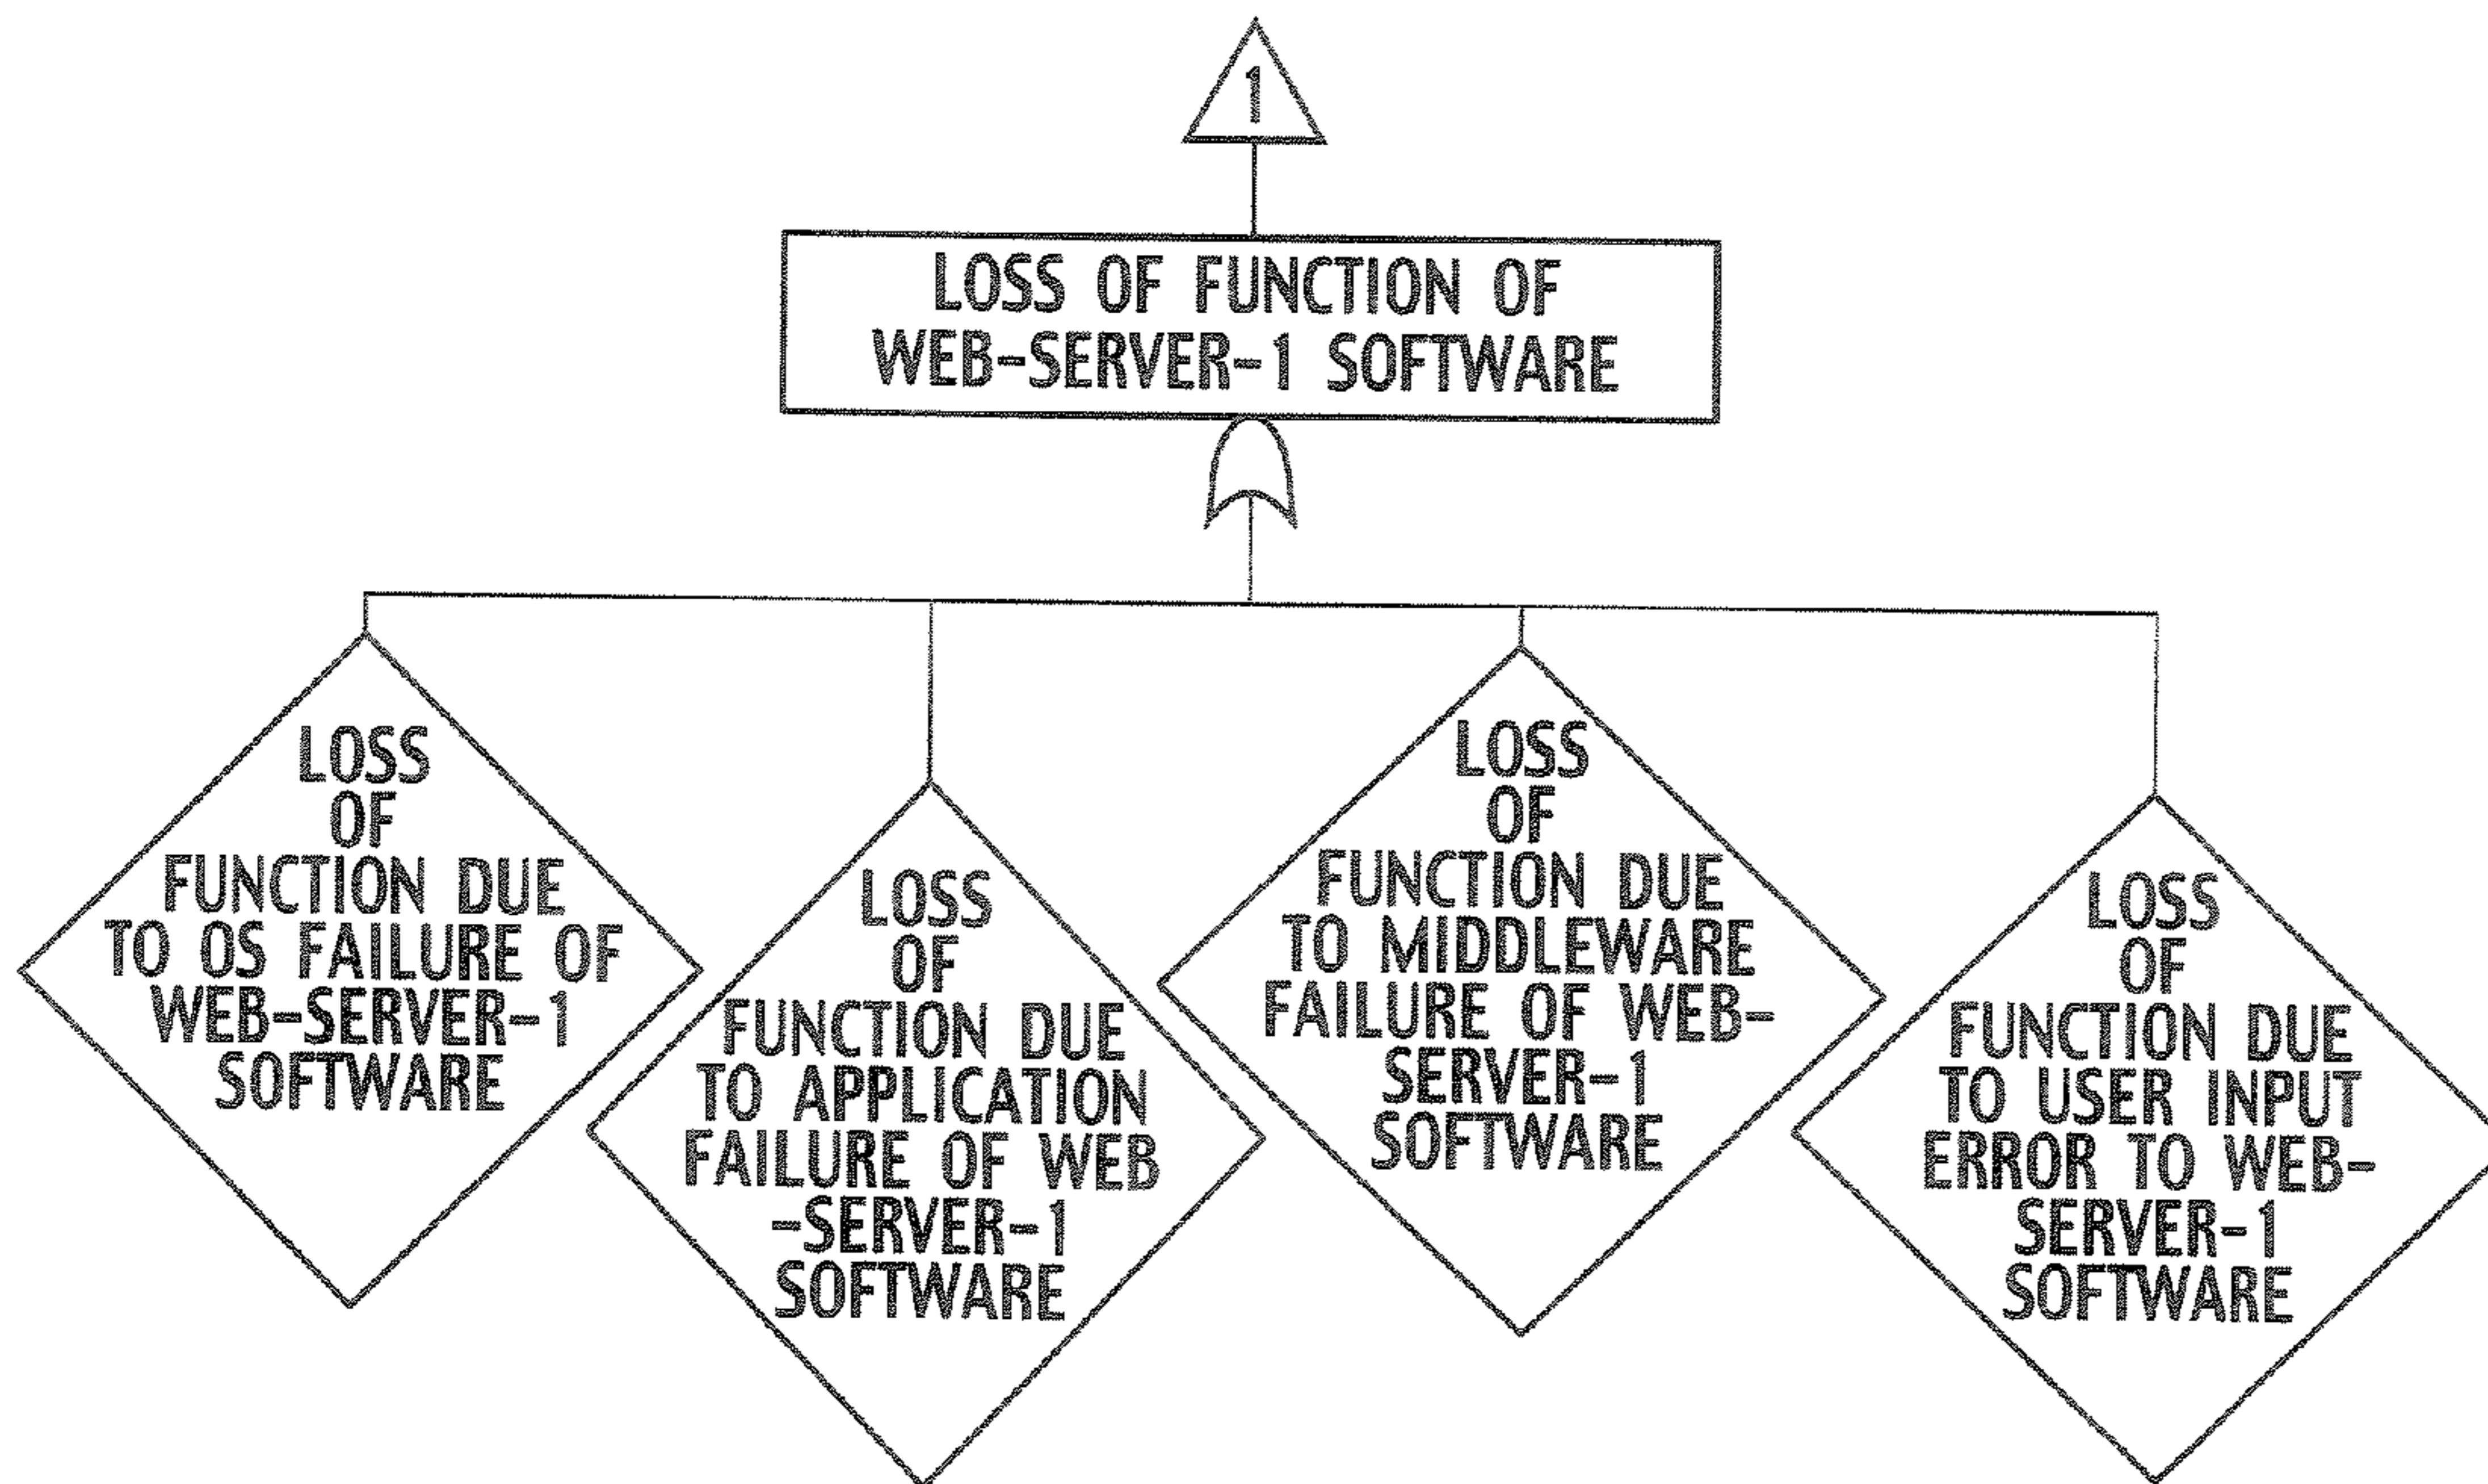 1
LOSS OF FUNCTION OF
WEB-SERVER-1 SOFTWARE
LOSS
OF
FUNCTION DUE
TO OS FAILURE OF
WEB-SERVER-1
SOFTWARE
LOSS
OF
FUNCTION DUE
TO APPLICATION
FAILURE OF WEB
-SERVER-1
SOFTWARE
LOSS
OF
FUNCTION DUE
TO MIDDLEWARE
FAILURE OF WEB-
SERVER-1
SOFTWARE
LOSS
OF
FUNCTION DUE
TO USER INPUT
ERROR TO WEB-
SERVER-1
SOFTWARE